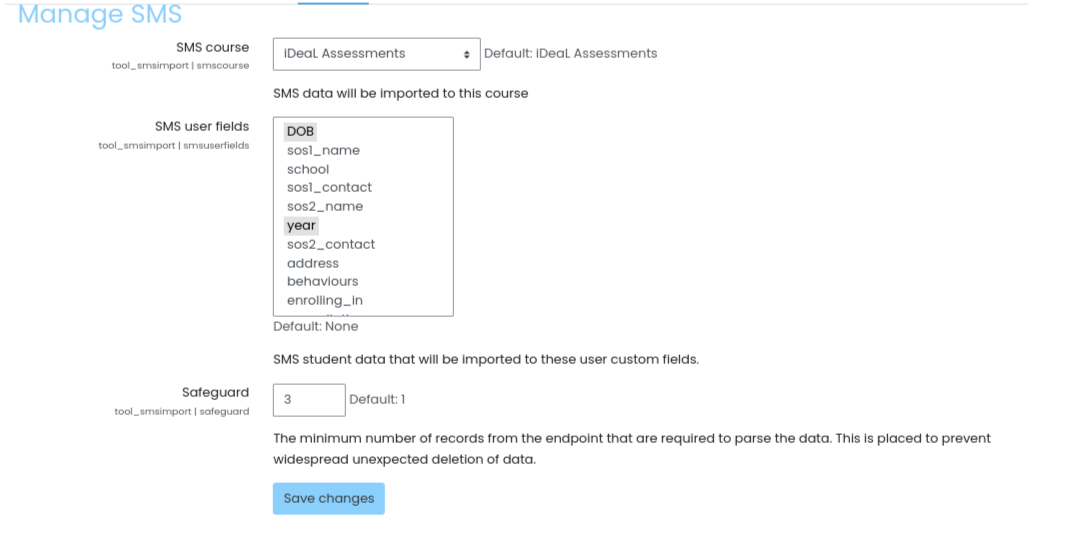 Manage SMS
SMS course
iDeaL Assessments
Default: iDeaL Assessments
tool_smsimport | smscourse
SMS data will be imported to this course
SMS user fields
tool_smsimport | smsuserfields
DOB
sos1_name
school
sos1_contact
sos2_name
year
sos2_contact
address
behaviours
enrolling_in
Default: None
SMS student data that will be imported to these user custom fields.
Safeguard
tool_smsimport | safeguard
3
Default: 1
The minimum number of records from the endpoint that are required to parse the data. This is placed to prevent
widespread unexpected deletion of data.
Save changes